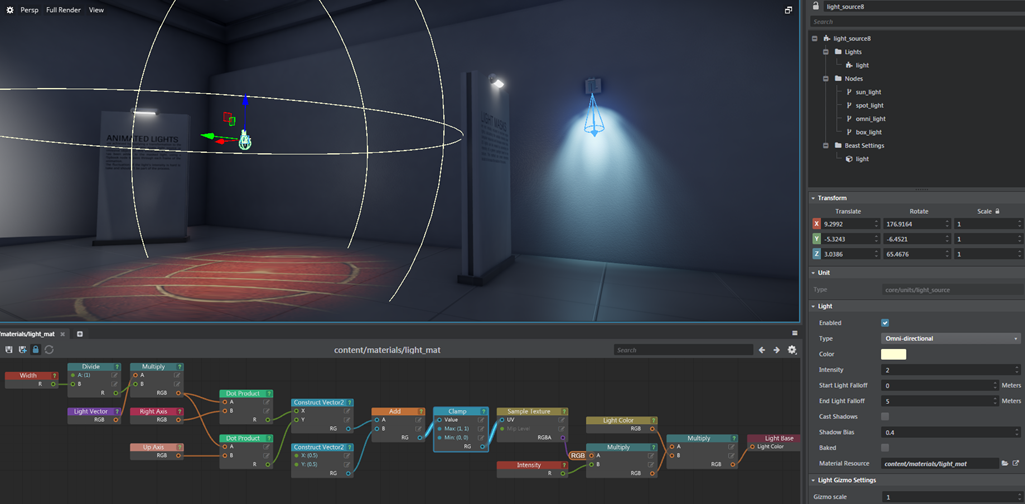 Persp Full Render View
light_source8
Search
light_source8
Lights
light
Nodes
sun_light
spot_light
omni_light
box_light
Beast Settings
light
ANIMATED LIGHTS
Transform
Translate Rotate Scale
X 9.2992 176.9164 1
Y -5.3243 -6.4521 1
Z 3.0386 65.4676 1
Unit
Type core/units/light_source
Light
Enabled
Type Omni-directional
Color
Intensity 2
Start Light Falloff 0 Meters
End Light Falloff 5 Meters
Cast Shadows
Shadow Bias 0.4
Baked
Material Resource content/materials/light_mat
Light Gizmo Settings
Gizmo scale 1
/materials/light_mat
content/materials/light_mat
Search
Width
R
Divide
A: (1)
B
R
Multiply
A
B
RGB
Light Vector
RGB
Right Axis
RGB
Up Axis
RGB
Dot Product
A
B
R
Dot Product
A
B
R
Construct Vector2
X
Y
RG
Construct Vector2
X: (0.5)
Y: (0.5)
RG
Add
A
B
RG
Clamp
Value
Max: (1, 1)
Min: (0, 0)
RG
Sample Texture
UV
Mip Level
RGBA
RGB
Intensity
R
Light Color
RGB
Multiply
A
B
RGB
Multiply
A
B
RGB
Light Base
Light Color